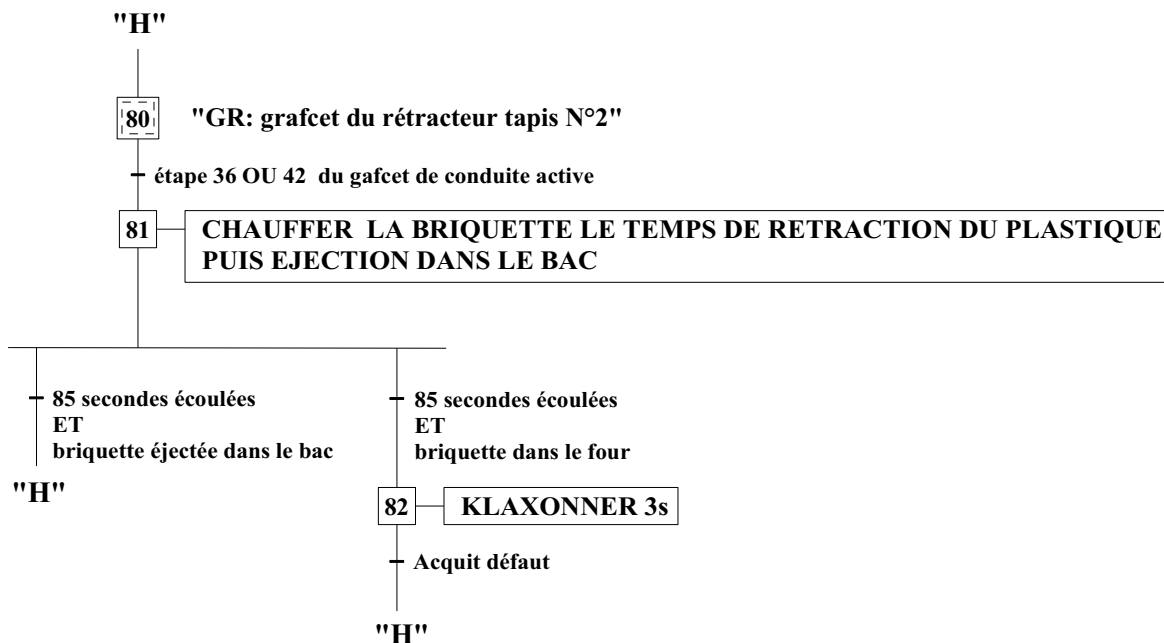 "H"
80
"GR: grafcet du rétracteur tapis N°2"
étape 36 OU 42 du gafcet de conduite active
81
CHAUFFER LA BRIQUETTE LE TEMPS DE RETRACTION DU PLASTIQUE
PUIS EJECTION DANS LE BAC
85 secondes écoulées
ET
briquette éjectée dans le bac
"H"
85 secondes écoulées
ET
briquette dans le four
82
KLAXONNER 3s
Acquit défaut
"H"